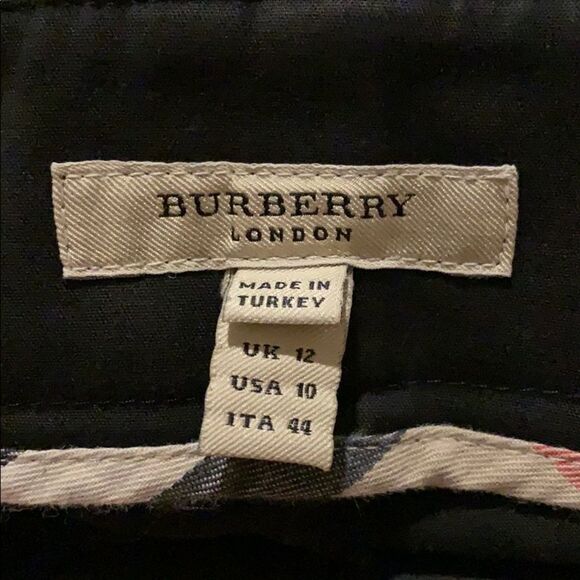 BURBERRY
LONDON
MADE IN
TURKEY
UK 12
USA 10
ITA 44